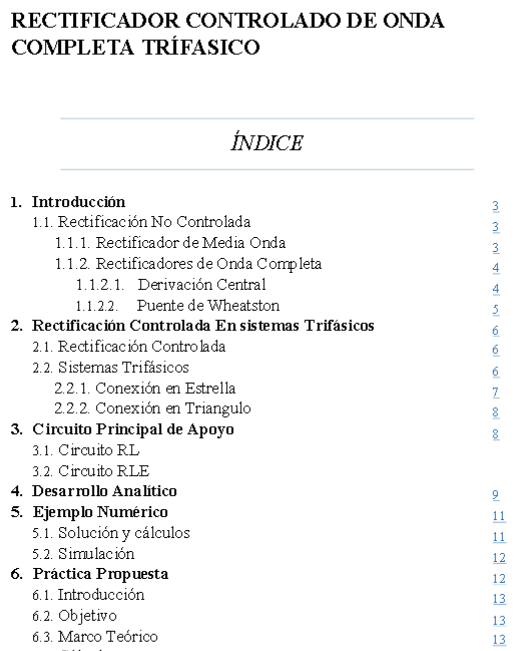 RECTIFICADOR CONTROLADO DE ONDA
COMPLETA TRÍFASICO
ÍNDICE
1. Introducción 3
1.1. Rectificación No Controlada 3
1.1.1. Rectificador de Media Onda 3
1.1.2. Rectificadores de Onda Completa 4
1.1.2.1. Derivación Central 4
1.1.2.2. Puente de Wheatston 5
2. Rectificación Controlada En sistemas Trifásicos 6
2.1. Rectificación Controlada 6
2.2. Sistemas Trifásicos 6
2.2.1. Conexión en Estrella 7
2.2.2. Conexión en Triangulo 8
3. Circuito Principal de Apoyo 8
3.1. Circuito RL
3.2. Circuito RLE
4. Desarrollo Analítico 9
5. Ejemplo Numérico 11
5.1. Solución y cálculos 11
5.2. Simulación 12
6. Práctica Propuesta 12
6.1. Introducción 13
6.2. Objetivo 13
6.3. Marco Teórico 13